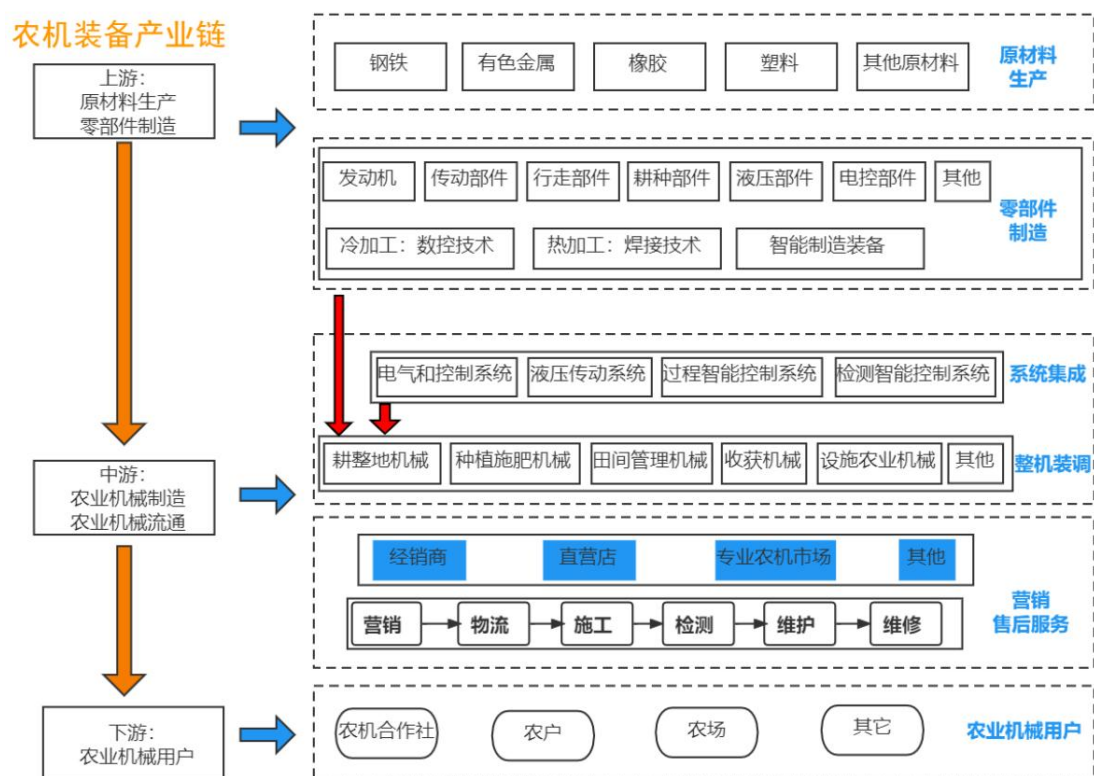 农机装备产业链
上游：
原材料生产
零部件制造
钢铁
有色金属
橡胶
塑料
其他原材料
原材料
生产
发动机
传动部件
行走部件
耕种部件
液压部件
电控部件
其他
冷加工：数控技术
热加工：焊接技术
智能制造装备
零部件
制造
电气和控制系统
液压传动系统
过程智能控制系统
检测智能控制系统
系统集成
中游：
农业机械制造
农业机械流通
耕整地机械
种植施肥机械
田间管理机械
收获机械
设施农业机械
其他
整机装调
经销商
直营店
专业农机市场
其他
营销
物流
施工
检测
维护
维修
营销
售后服务
下游：
农业机械用户
农机合作社
农户
农场
其它
农业机械用户